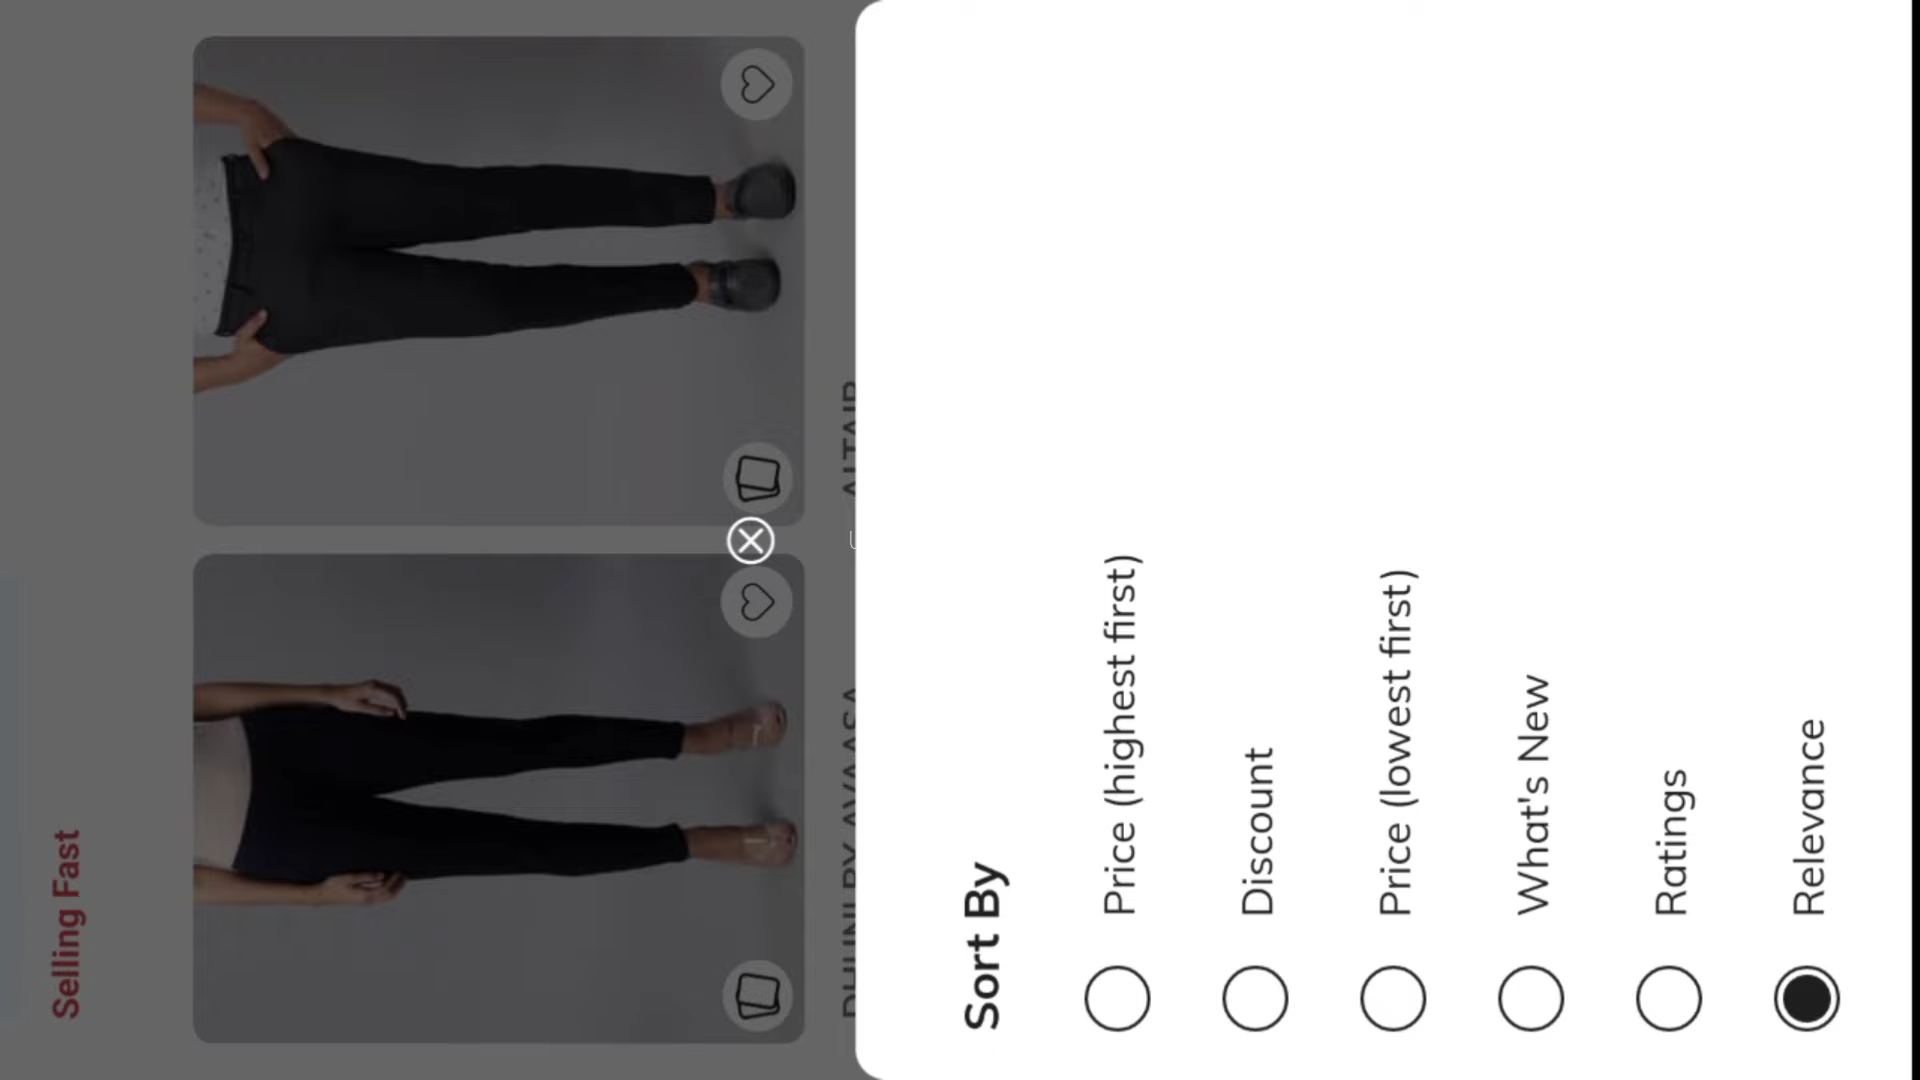 Selling Fast
Sort By
Price (highest first)
Discount
Price (lowest first)
What's New
Ratings
Relevance